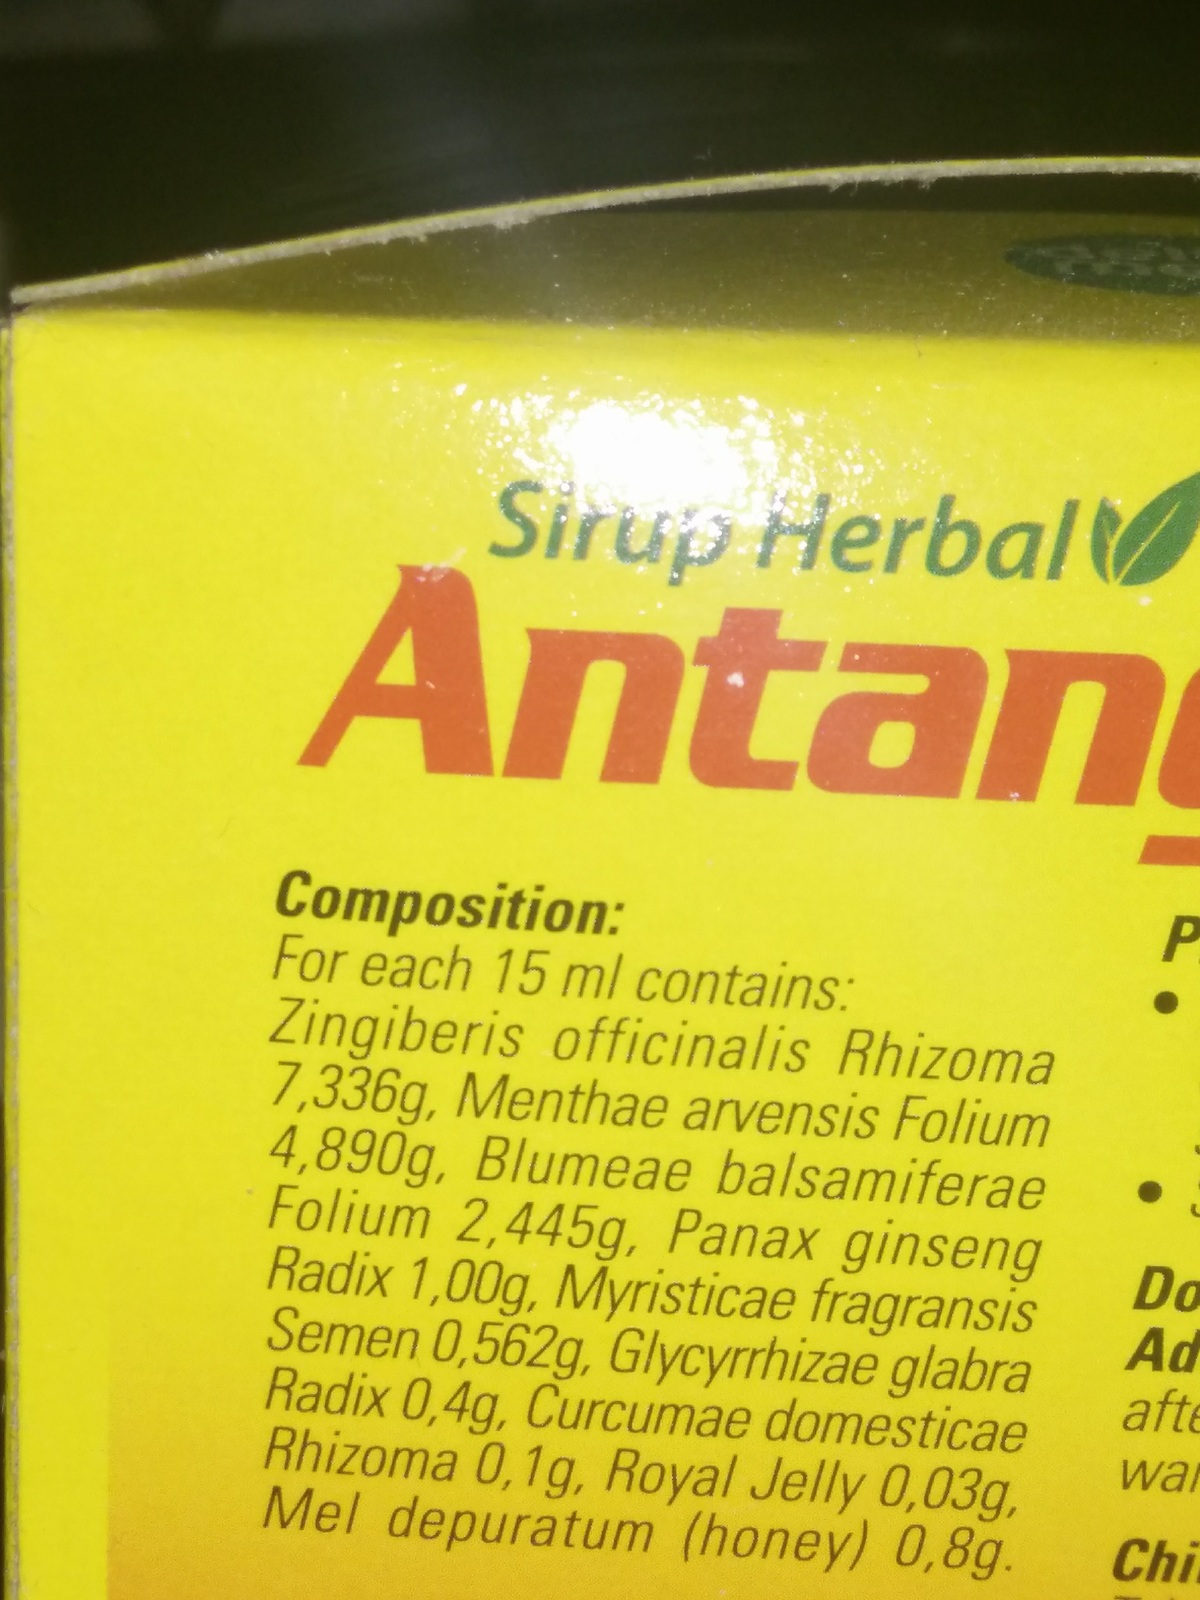 Sirup Herbal
Antang
Composition:
For each 15 ml contains:
Zingiberis officinalis Rhizoma
7,336g, Menthae arvensis Folium
4,890g, Blumeae balsamiferae
Folium 2,445g, Panax ginseng
Radix 1,00g, Myristicae fragransis
Semen 0,562g, Glycyrrhizae glabra
Radix 0,4g, Curcumae domesticae
Rhizoma 0,1g, Royal Jelly 0,03g,
Mel depuratum (honey) 0,8g.